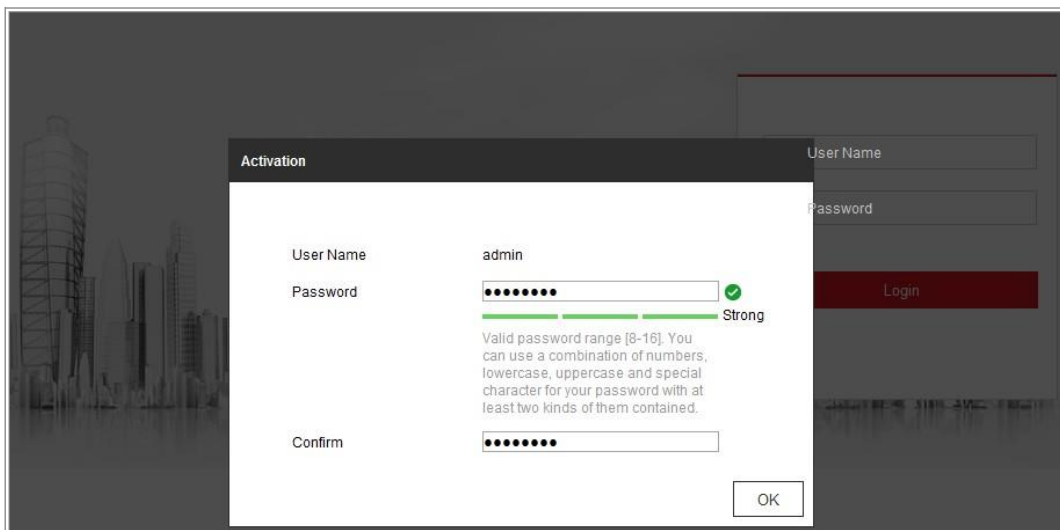 Activation
User Name
Password
Login
User Name admin
Password ••••••••
Strong
Valid password range [8-16]. You
can use a combination of numbers,
lowercase, uppercase and special
character for your password with at
least two kinds of them contained.
Confirm ••••••••
OK